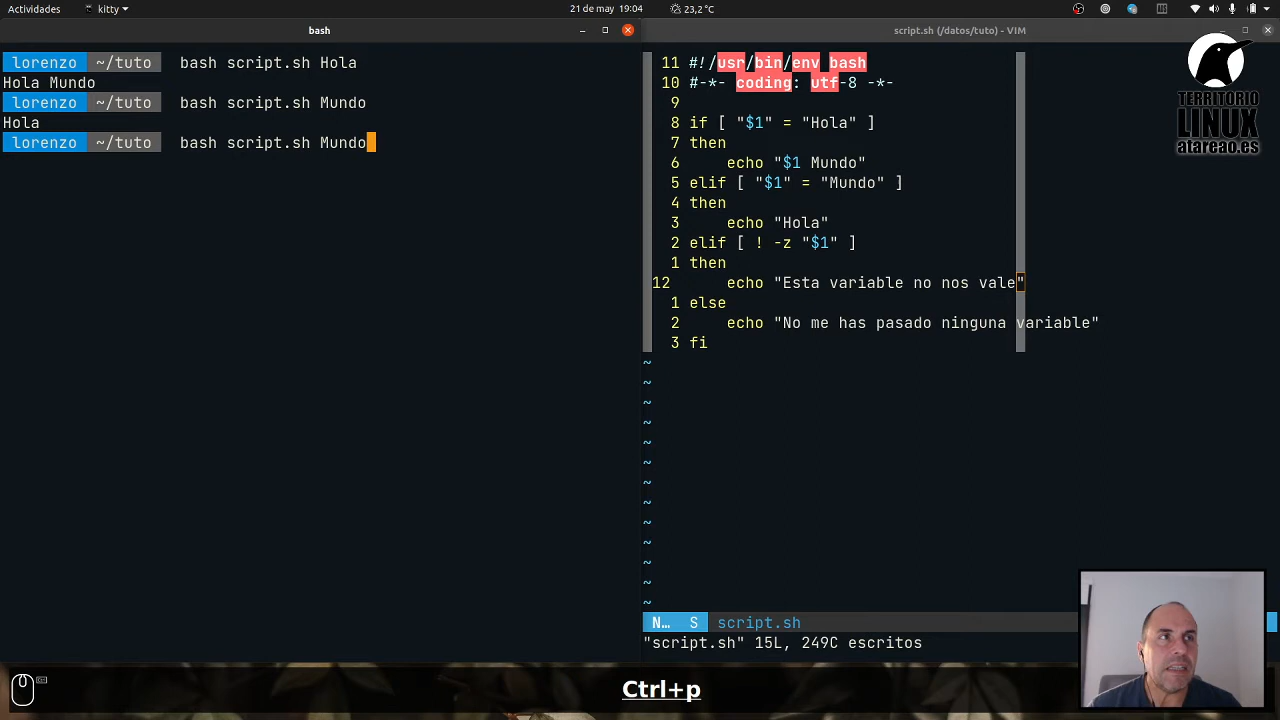 Actividades kitty 21 de may 19:04 23,2 °C
bash
lorenzo ~/tuto bash script.sh Hola
Hola Mundo
lorenzo ~/tuto bash script.sh Mundo
Hola
lorenzo ~/tuto bash script.sh Mundo
script.sh (/datos/tuto) - VIM
11 #!/usr/bin/env bash
10 #-*- coding: utf-8 -*-
9
8 if [ "$1" = "Hola" ]
7 then
6 echo "$1 Mundo"
5 elif [ "$1" = "Mundo" ]
4 then
3 echo "Hola"
2 elif [ ! -z "$1" ]
1 then
12 echo "Esta variable no nos vale"
1 else
2 echo "No me has pasado ninguna variable"
3 fi
~
~
~
~
~
~
~
~
~
~
~
~
~
N… S script.sh
"script.sh" 15L, 249C escritos
TERRITORIO
LINUX
atareao.es
Ctrl+p